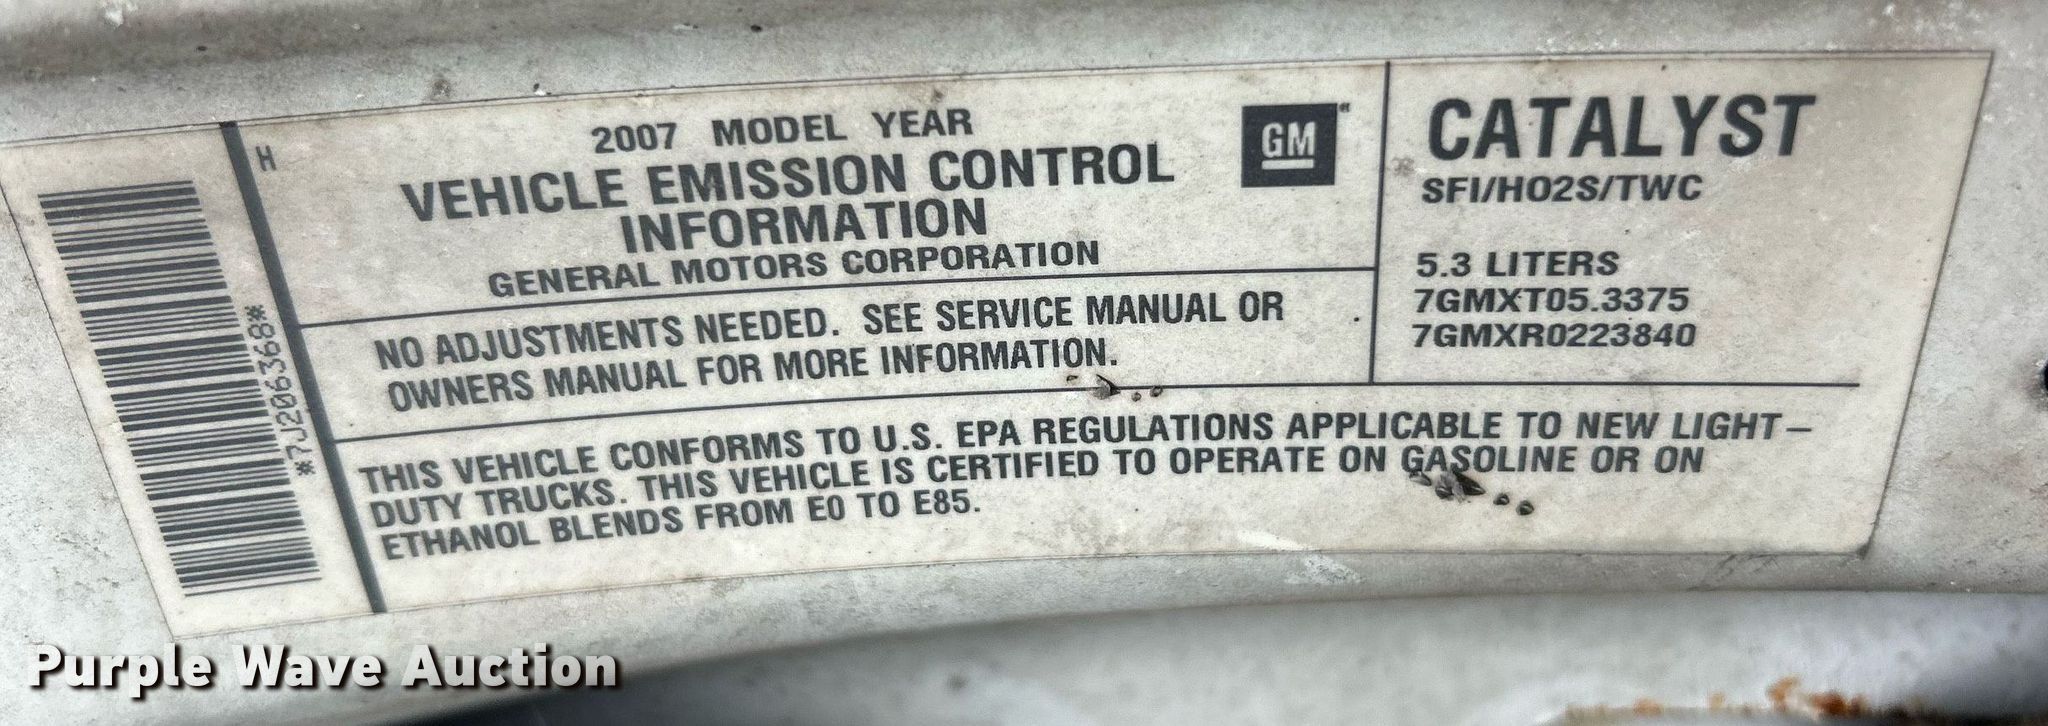 H
*7J206368*
2007 MODEL YEAR
VEHICLE EMISSION CONTROL
INFORMATION
GENERAL MOTORS CORPORATION
GM
NO ADJUSTMENTS NEEDED. SEE SERVICE MANUAL OR
OWNERS MANUAL FOR MORE INFORMATION.
CATALYST
SFI/HO2S/TWC
5.3 LITERS
7GMXT05.3375
7GMXR0223840
THIS VEHICLE CONFORMS TO U.S. EPA REGULATIONS APPLICABLE TO NEW LIGHT-
DUTY TRUCKS. THIS VEHICLE IS CERTIFIED TO OPERATE ON GASOLINE OR ON
ETHANOL BLENDS FROM E0 TO E85.
Purple Wave Auction